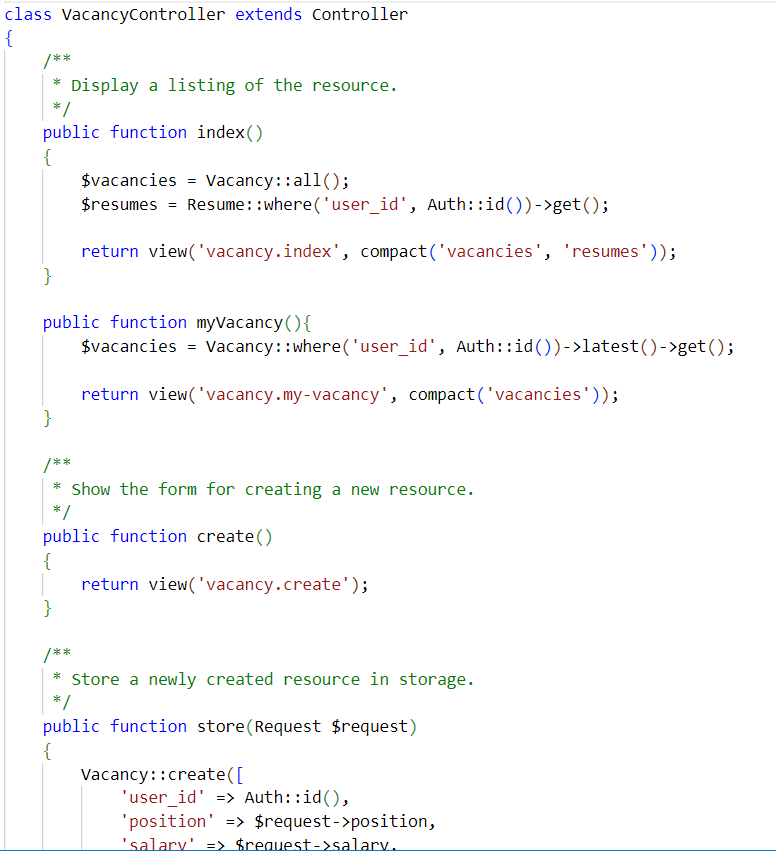 class VacancyController extends Controller
{
    /**
     * Display a listing of the resource.
     */
    public function index()
    {
        $vacancies = Vacancy::all();
        $resumes = Resume::where('user_id', Auth::id())->get();

        return view('vacancy.index', compact('vacancies', 'resumes'));
    }

    public function myVacancy(){
        $vacancies = Vacancy::where('user_id', Auth::id())->latest()->get();

        return view('vacancy.my-vacancy', compact('vacancies'));
    }

    /**
     * Show the form for creating a new resource.
     */
    public function create()
    {
        return view('vacancy.create');
    }

    /**
     * Store a newly created resource in storage.
     */
    public function store(Request $request)
    {
        Vacancy::create([
            'user_id' => Auth::id(),
            'position' => $request->position,
            'salary' => $request->salary,